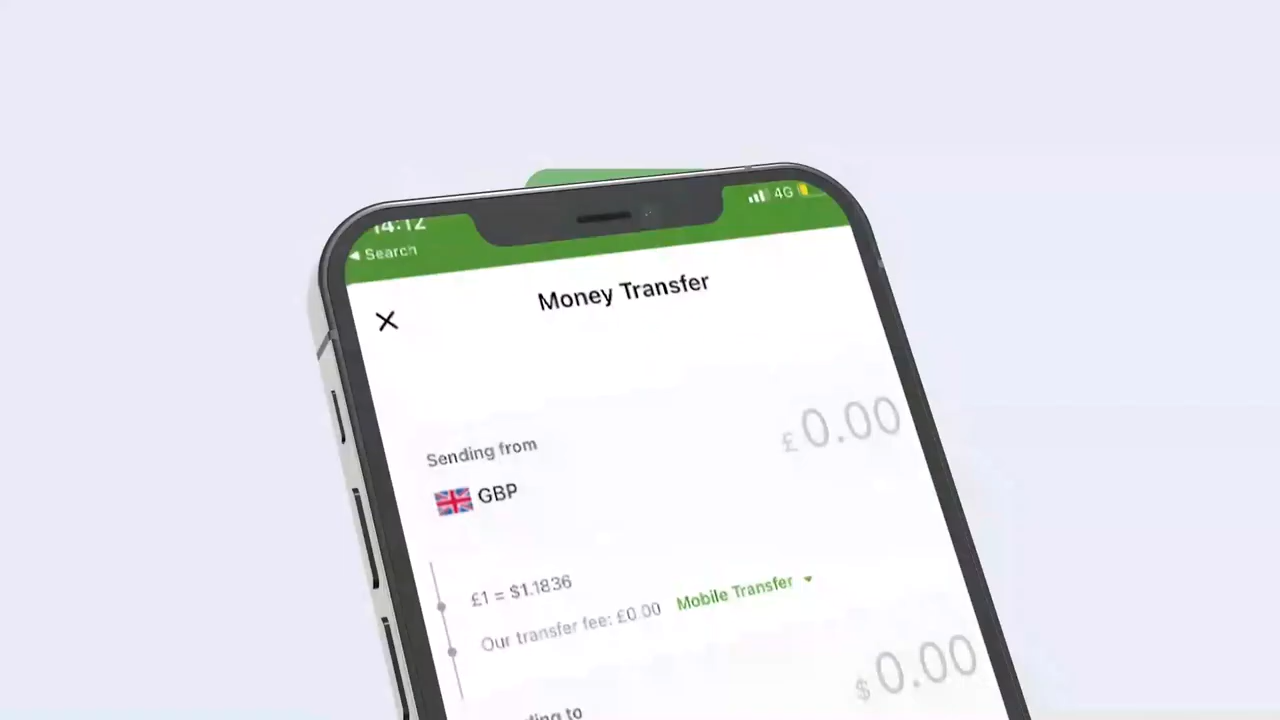 14:12
4G
◀ Search
Money Transfer
£ 0.00
Sending from
GBP
£1 = $1.1836
Our transfer fee: £0.00 Mobile Transfer
$ 0.00
to